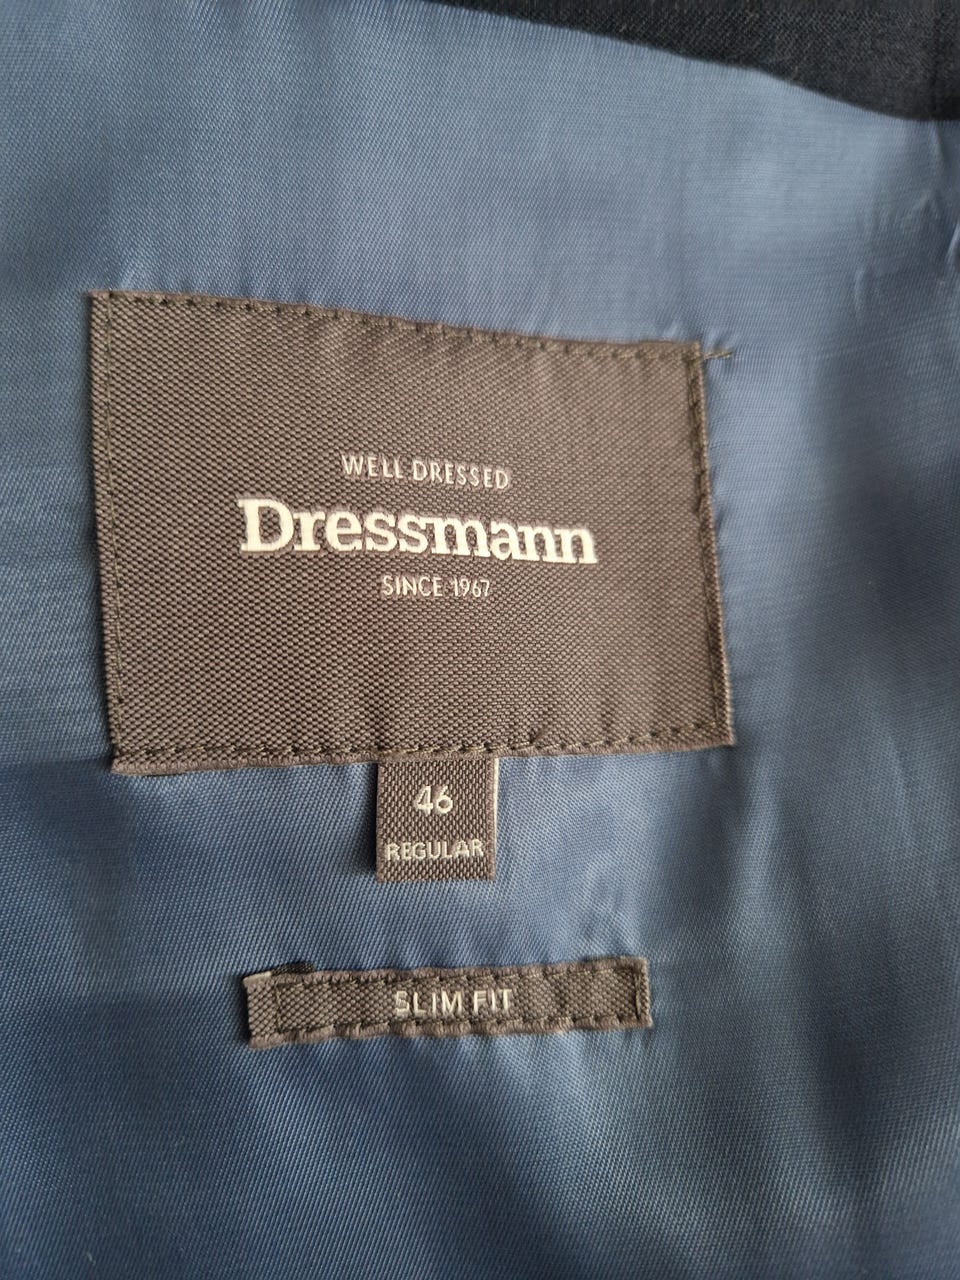 WELL DRESSED
Dressmann
SINCE 1967
46
REGULAR
SLIM FIT